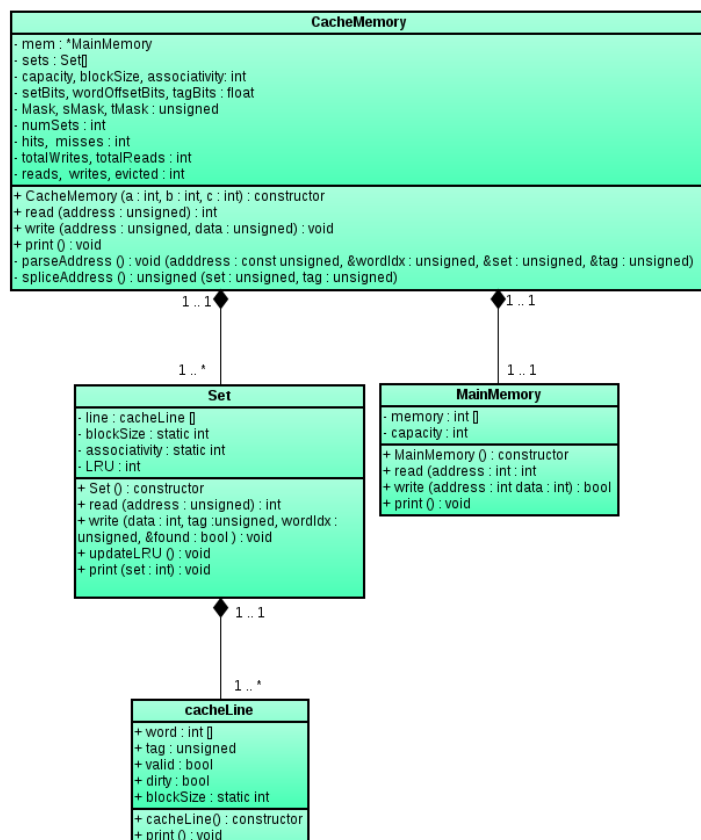 CacheMemory
- mem : *MainMemory
- sets : Set[]
- capacity, blockSize, associativity: int
- setBits, wordOffsetBits, tagBits : float
- Mask, sMask, tMask : unsigned
- numSets : int
- hits, misses : int
- totalWrites, totalReads : int
- reads, writes, evicted : int
+ CacheMemory (a : int, b : int, c : int) : constructor
+ read (address : unsigned) : int
+ write (address : unsigned, data : unsigned) : void
+ print () : void
- parseAddress () : void (adddress : const unsigned, &wordIdx : unsigned, &set : unsigned, &tag : unsigned)
- spliceAddress () : unsigned (set : unsigned, tag : unsigned)
1 .. 1
1 .. 1
1 .. *
1 .. 1
Set
- line : cacheLine []
- blockSize : static int
- associativity : static int
- LRU : int
+ Set () : constructor
+ read (address : unsigned) : int
+ write (data : int, tag :unsigned, wordIdx :
unsigned, &found : bool ) : void
+ updateLRU () : void
+ print (set : int) : void
MainMemory
- memory : int []
- capacity : int
+ MainMemory () : constructor
+ read (address : int : int
+ write (address : int data : int) : bool
+ print () : void
1 .. 1
1 .. *
cacheLine
+ word : int []
+ tag : unsigned
+ valid : bool
+ dirty : bool
+ blockSize : static int
+ cacheLine() : constructor
+ print () : void